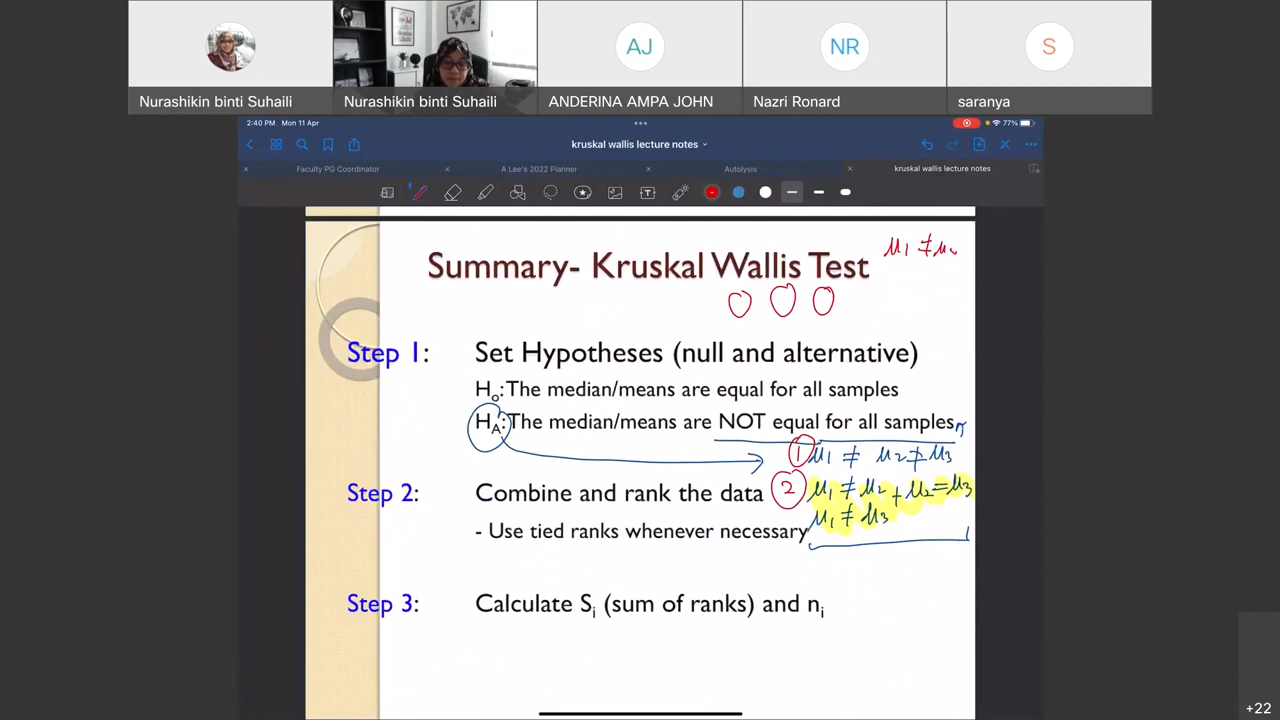 AJ
NR
S
Nurashikin binti Suhaili
Nurashikin binti Suhaili
ANDERINA AMPA JOHN
Nazri Ronard
saranya
2:40 PM Mon 11 Apr
77%
kruskal wallis lecture notes
Faculty PG Coordinator
A Lee's 2022 Planner
Autolysis
kruskal wallis lecture notes
μ₁ ≠ μ₂
Summary- Kruskal Wallis Test
Step 1: Set Hypotheses (null and alternative)
Ho: The median/means are equal for all samples
HA: The median/means are NOT equal for all samples
1 μ₁ ≠ μ₂ ≠ μ₃
Step 2: Combine and rank the data
2 μ₁ ≠ μ₂ + μ₂ = μ₃
μ₁ ≠ μ₃
- Use tied ranks whenever necessary
Step 3: Calculate Si (sum of ranks) and ni
+22